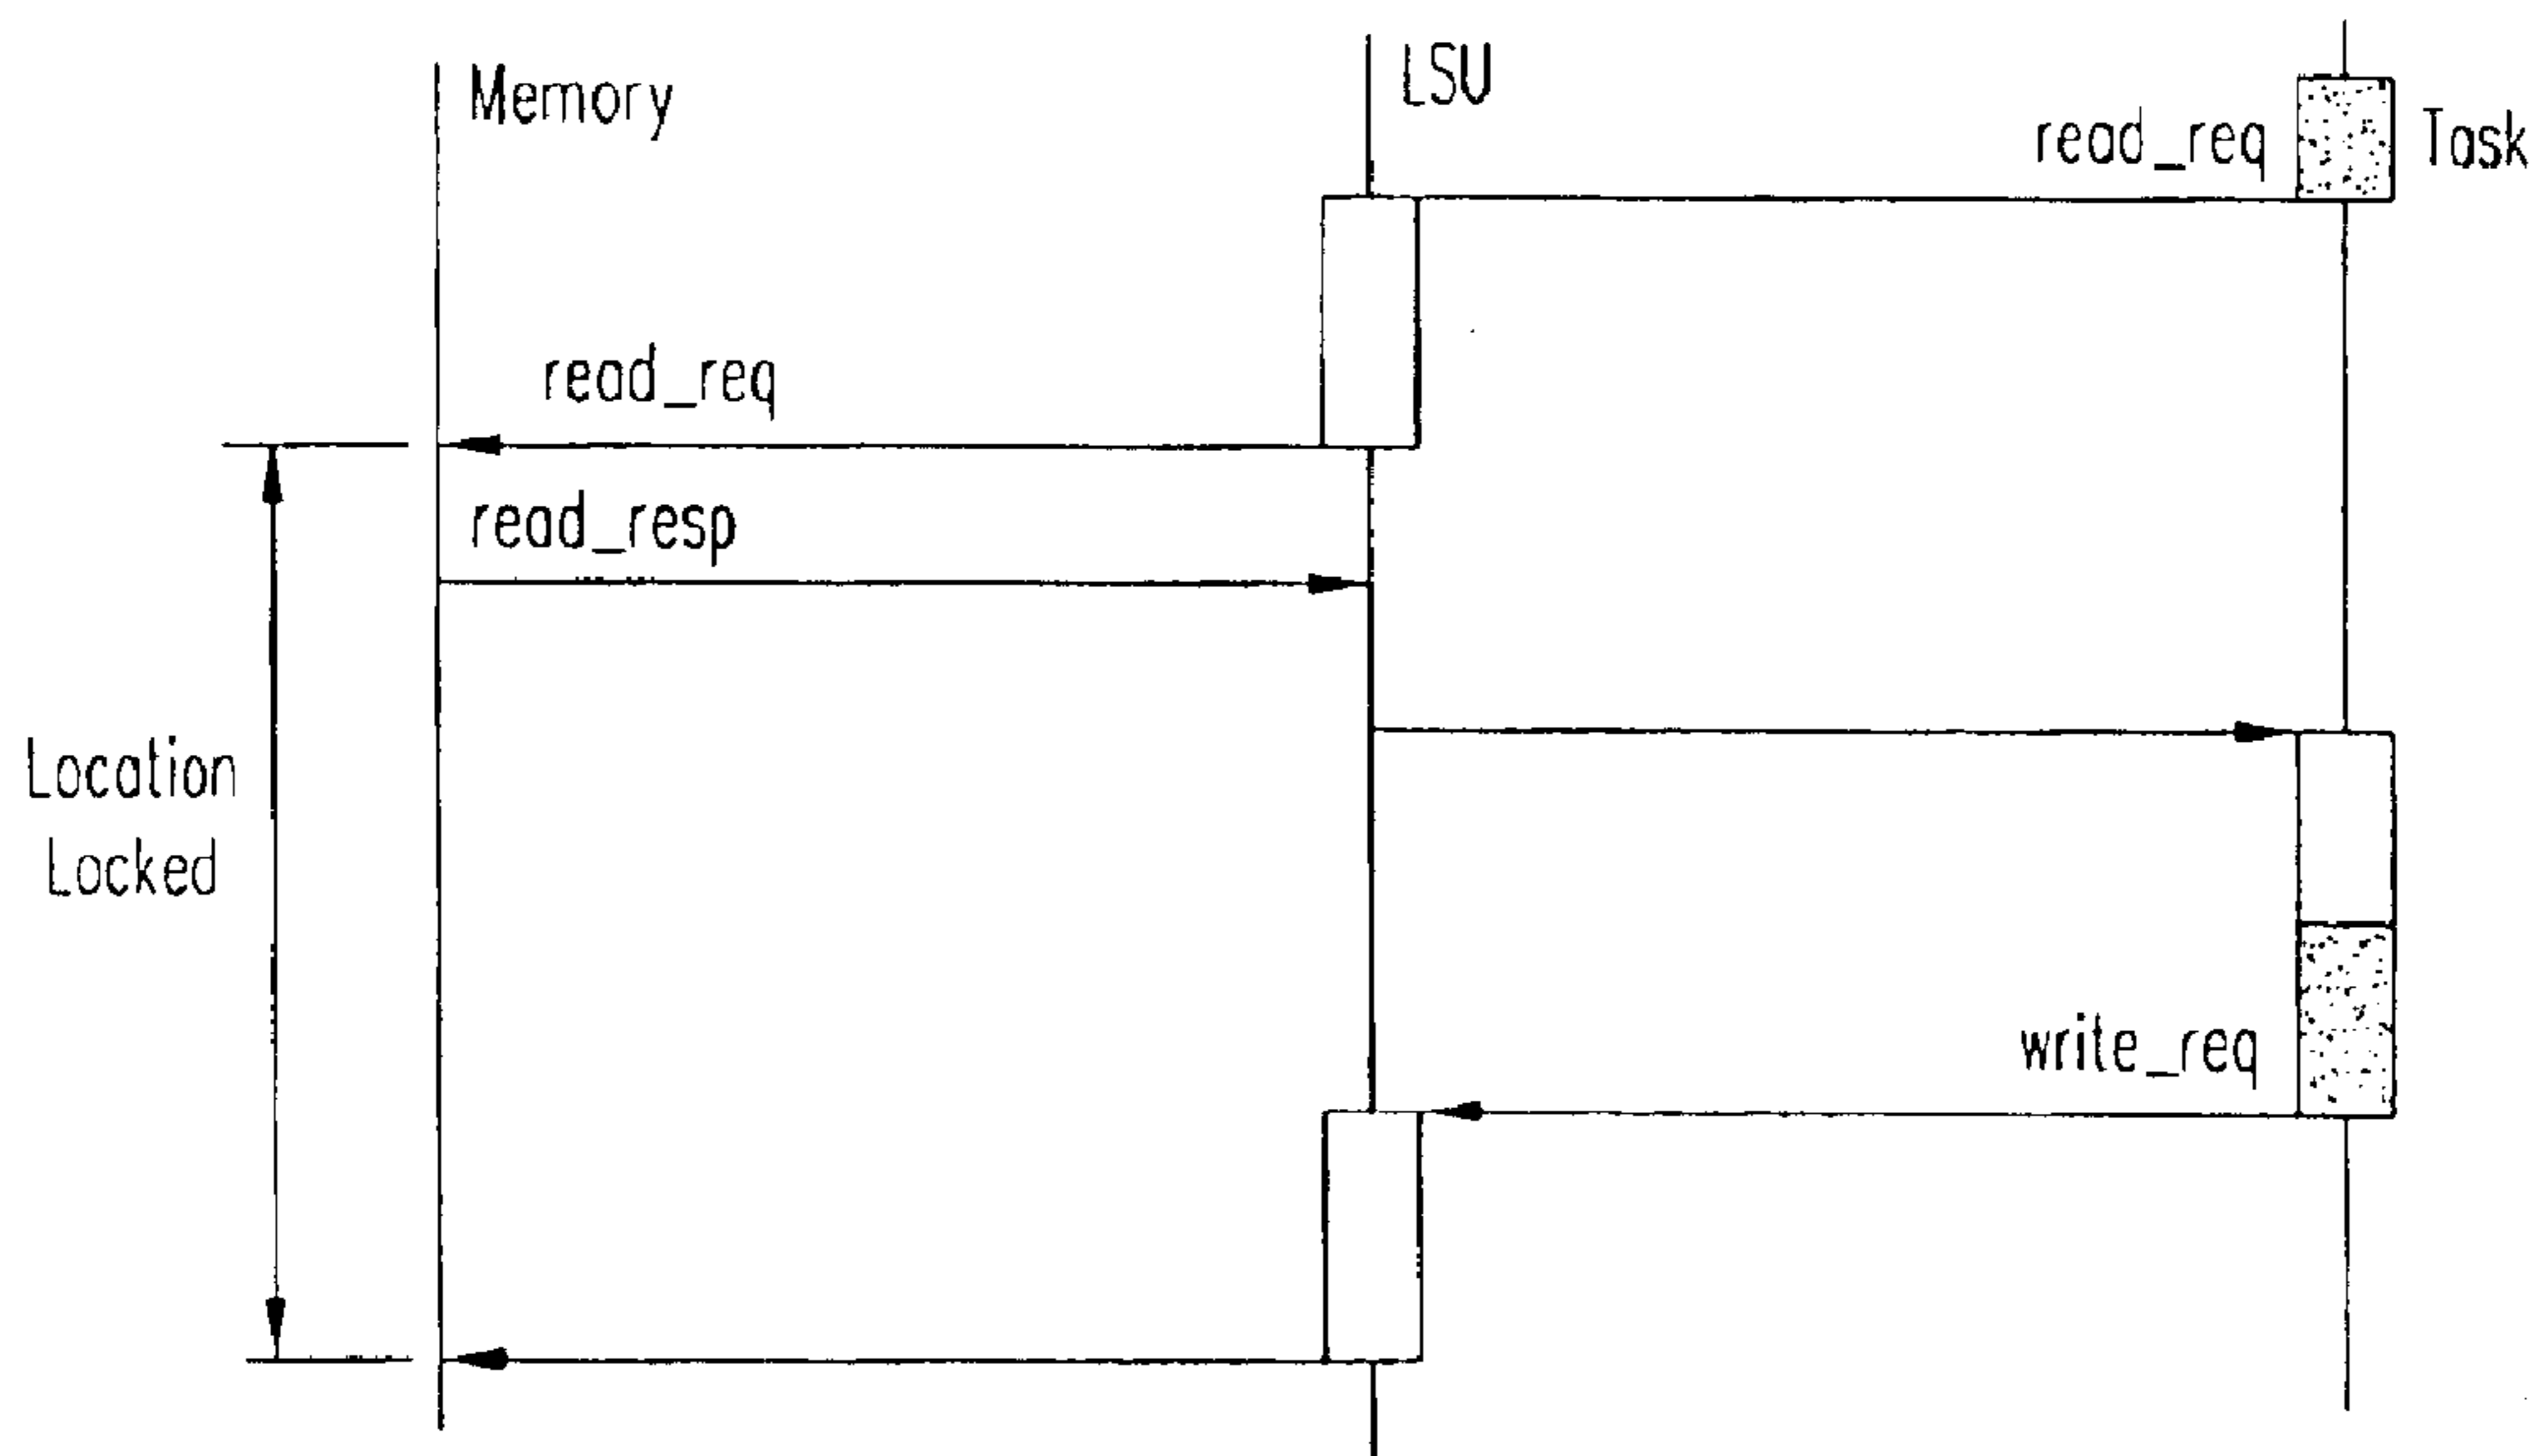 Memory
LSU
read_req
Task
read_req
read_resp
Location
Locked
write_req